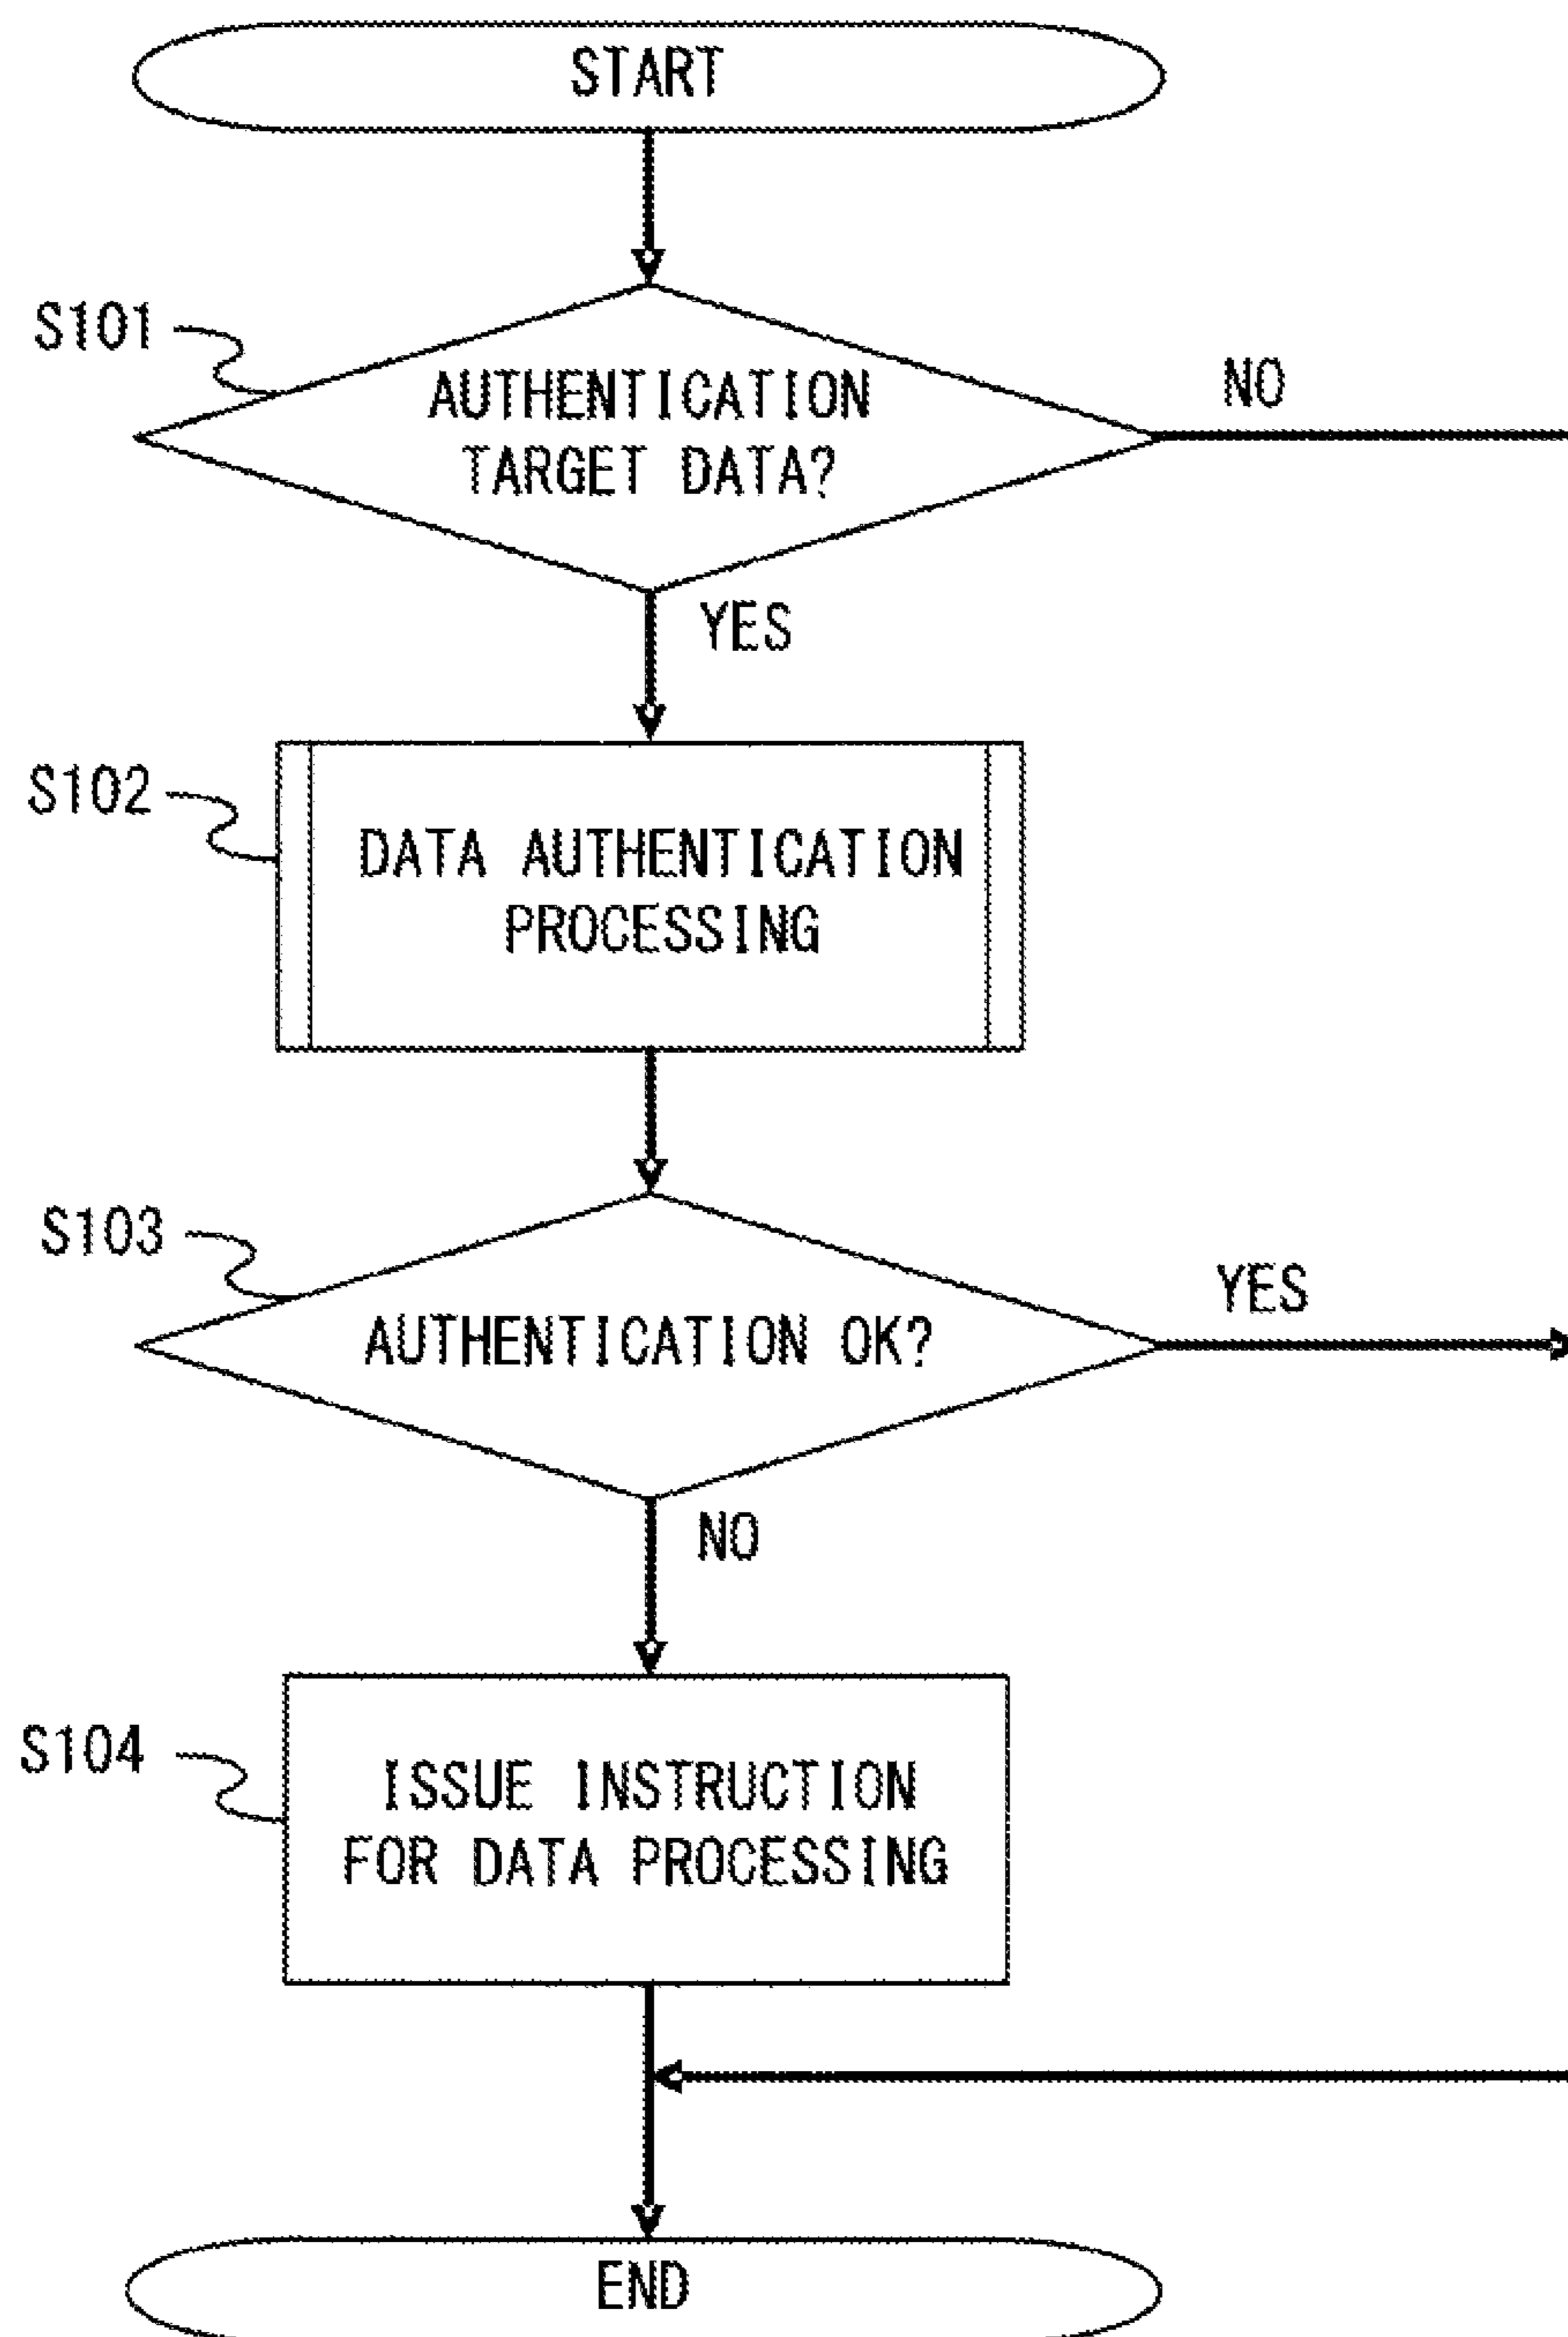 START
S101
AUTHENTICATION
TARGET DATA?
NO
YES
S102
DATA AUTHENTICATION
PROCESSING
S103
AUTHENTICATION OK?
YES
NO
S104
ISSUE INSTRUCTION
FOR DATA PROCESSING
END